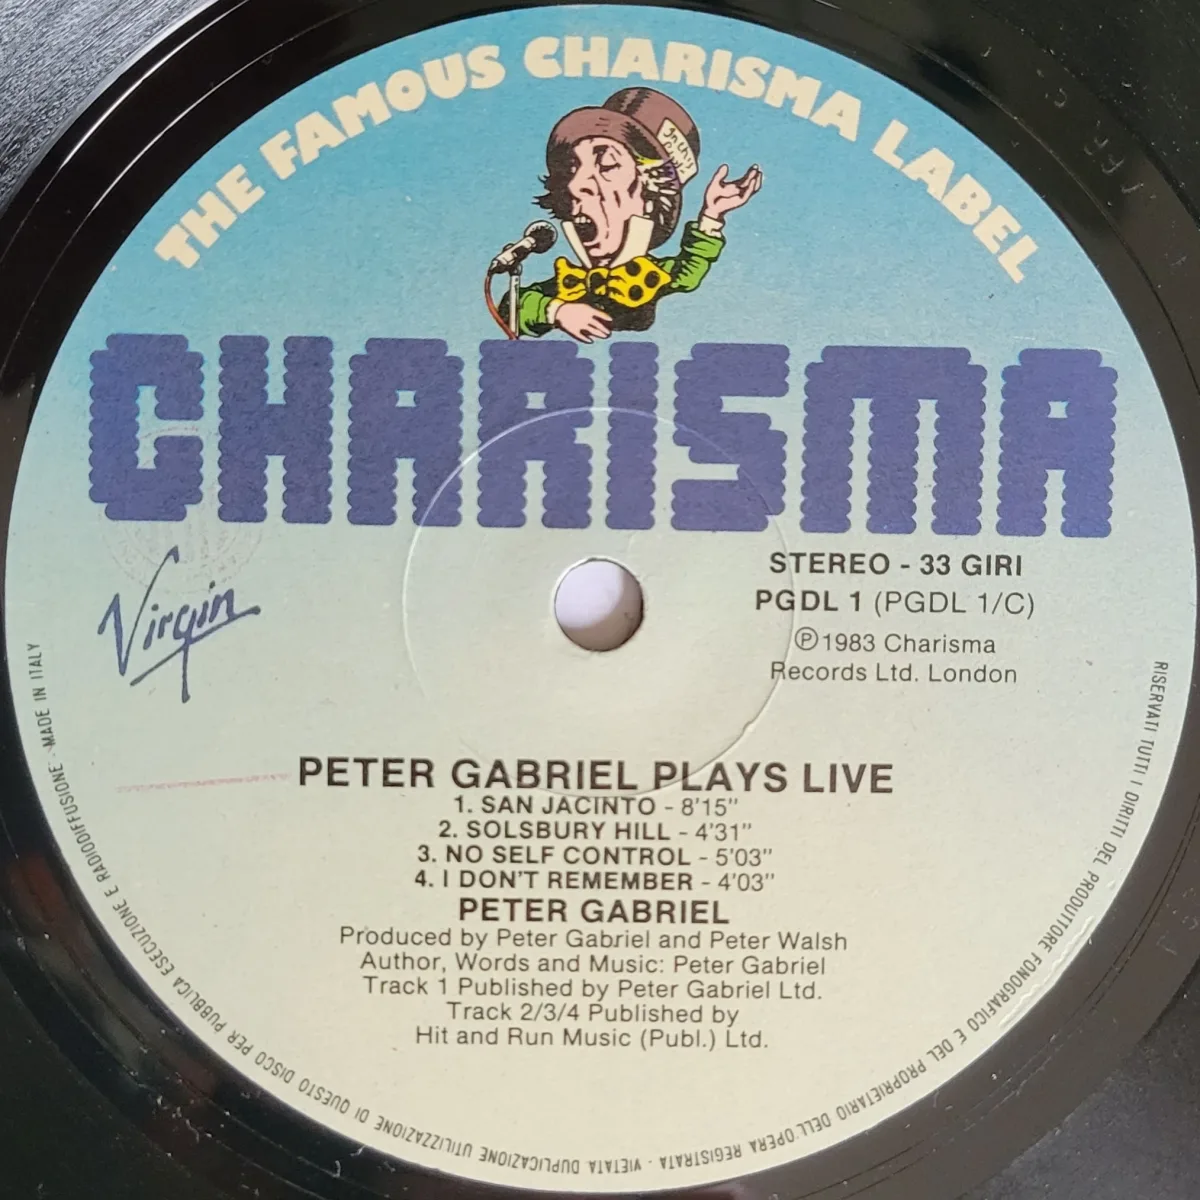 THE FAMOUS CHARISMA LABEL
In City
CHARISMA
Virgin
STEREO - 33 GIRI
PGDL 1 (PGDL 1/C)
℗ 1983 Charisma
Records Ltd. London
PETER GABRIEL PLAYS LIVE
1. SAN JACINTO - 8'15"
2. SOLSBURY HILL - 4'31"
3. NO SELF CONTROL - 5'03"
4. I DON'T REMEMBER - 4'03"
PETER GABRIEL
Produced by Peter Gabriel and Peter Walsh
Author, Words and Music: Peter Gabriel
Track 1 Published by Peter Gabriel Ltd.
Track 2/3/4 Published by
Hit and Run Music (Publ.) Ltd.
RISERVATI TUTTI I DIRITTI DEL PRODUTTORE FONOGRAFICO E DEL PROPRIETARIO DELL'OPERA REGISTRATA - VIETATA DUPLICAZIONE UTILIZZAZIONE DI QUESTO DISCO PER PUBBLICA ESECUZIONE E RADIODIFFUSIONE - MADE IN ITALY